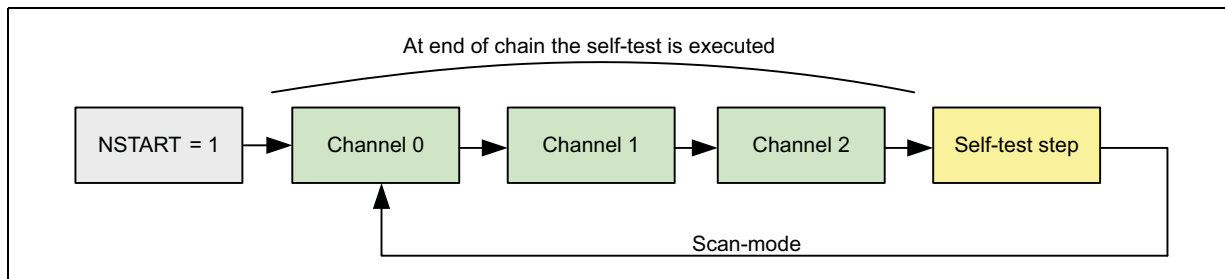 At end of chain the self-test is executed
NSTART = 1
Channel 0
Channel 1
Channel 2
Self-test step
Scan-mode